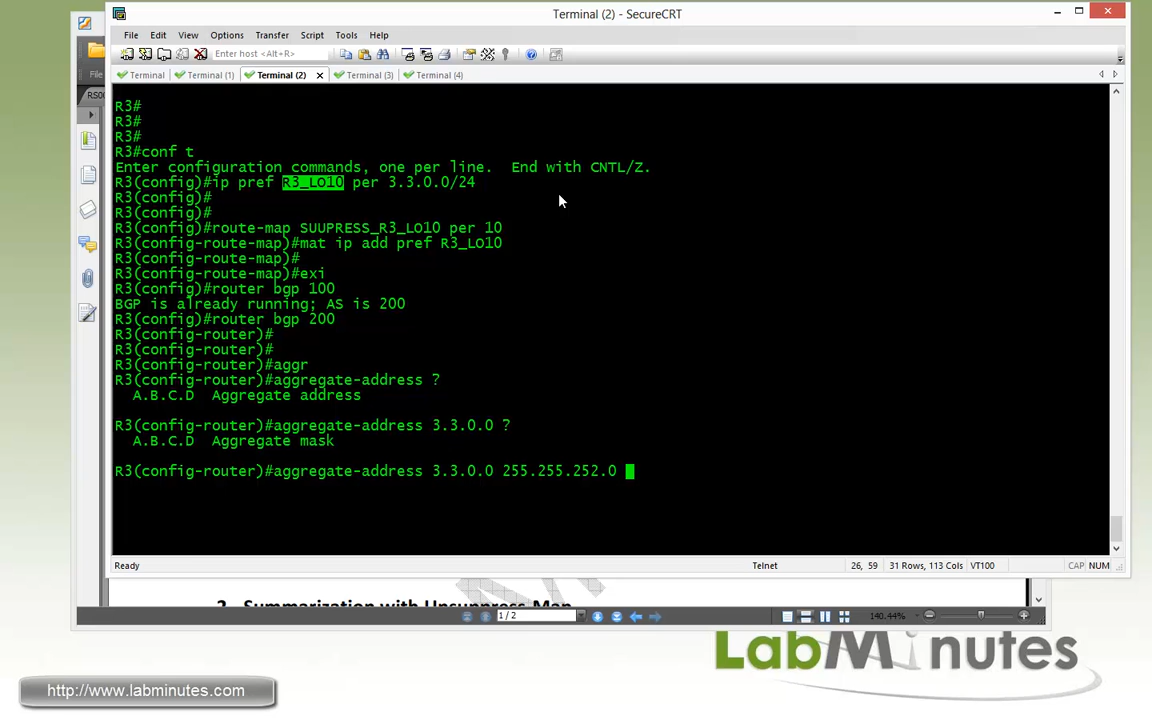 Terminal (2) - SecureCRT
File Edit View Options Transfer Script Tools Help
Enter host <Alt+R>
File
Terminal Terminal (1) Terminal (2) × Terminal (3) Terminal (4)
R3#
R3#
R3#
R3#conf t
Enter configuration commands, one per line. End with CNTL/Z.
R3(config)#ip pref R3_LO10 per 3.3.0.0/24
R3(config)#
R3(config)#
R3(config)#route-map SUUPRESS_R3_LO10 per 10
R3(config-route-map)#mat ip add pref R3_LO10
R3(config-route-map)#
R3(config-route-map)#exi
R3(config)#router bgp 100
BGP is already running; AS is 200
R3(config)#router bgp 200
R3(config-router)#
R3(config-router)#
R3(config-router)#aggr
R3(config-router)#aggregate-address ?
A.B.C.D Aggregate address
R3(config-router)#aggregate-address 3.3.0.0 ?
A.B.C.D Aggregate mask
R3(config-router)#aggregate-address 3.3.0.0 255.255.252.0
Ready Telnet 26, 59 31 Rows, 113 Cols VT100 CAP NUM
2. Summarization with Unsuppress-Map
1 / 2 140.44%
LabMinutes
http://www.labminutes.com